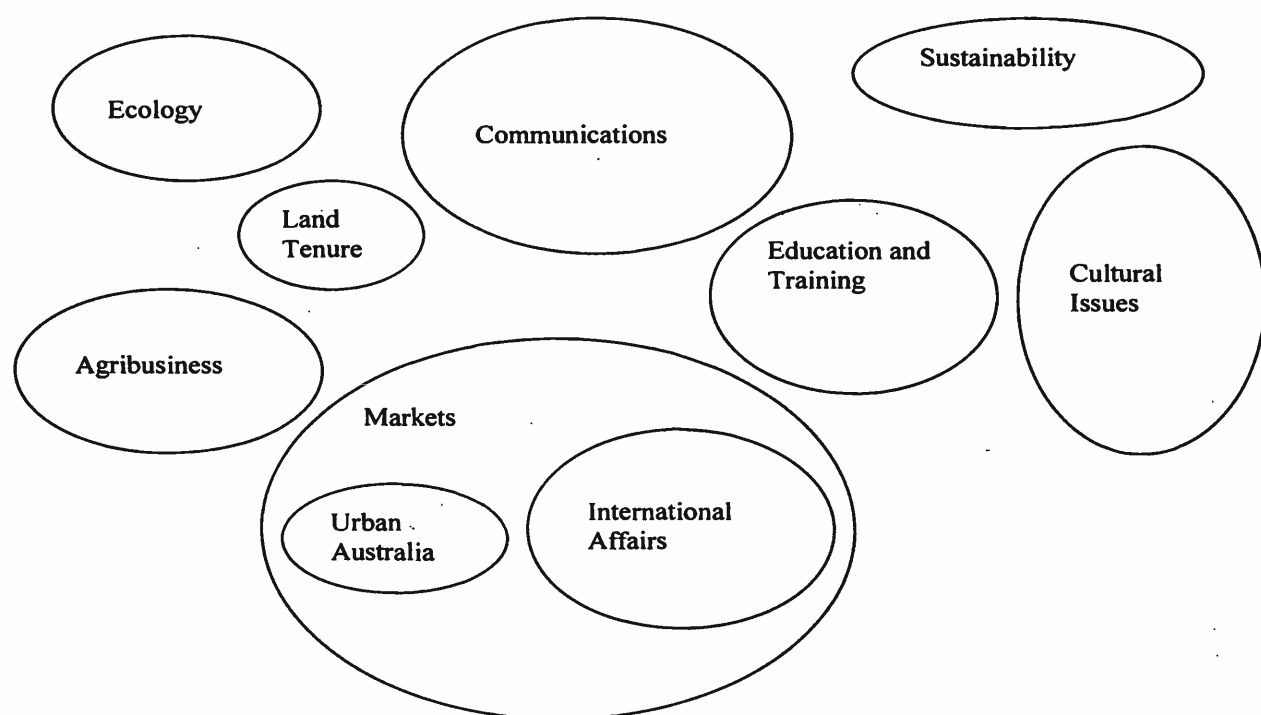 Sustainability
Ecology
Communications
Land
Tenure
Education and
Training
Cultural
Issues
Agribusiness
Markets
Urban
Australia
International
Affairs